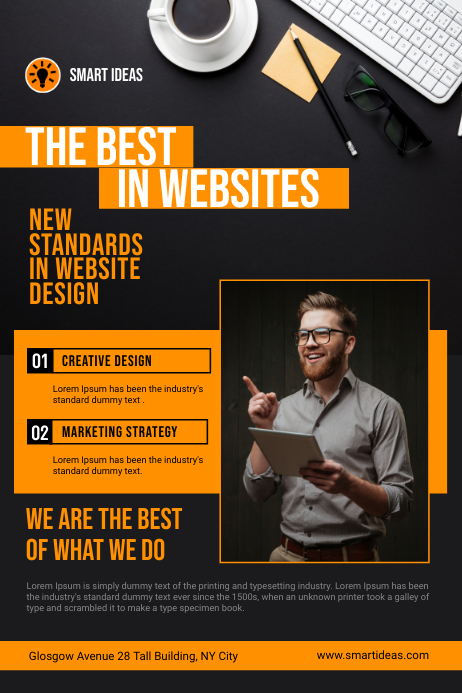 SMART IDEAS
THE BEST
IN WEBSITES
NEW
STANDARDS
IN WEBSITE
DESIGN
01 CREATIVE DESIGN
Lorem Ipsum has been the industry's
standard dummy text .
02 MARKETING STRATEGY
Lorem Ipsum has been the industry's
standard dummy text.
WE ARE THE BEST
OF WHAT WE DO
Lorem Ipsum is simply dummy text of the printing and typesetting industry. Lorem Ipsum has been
the industry's standard dummy text ever since the 1500s, when an unknown printer took a galley of
type and scrambled it to make a type specimen book.
Glosgow Avenue 28 Tall Building, NY City
www.smartideas.com